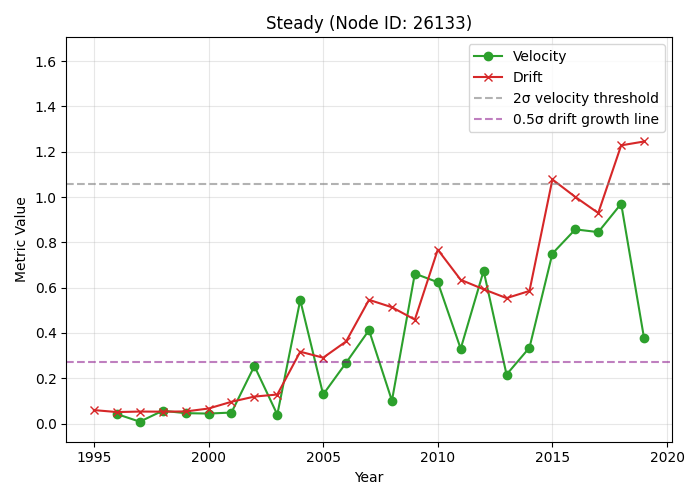 Steady (Node ID: 26133)
Velocity
Drift
2σ velocity threshold
0.5σ drift growth line
Metric Value
1.6
1.4
1.2
1.0
0.8
0.6
0.4
0.2
0.0
1995
2000
2005
2010
2015
2020
Year